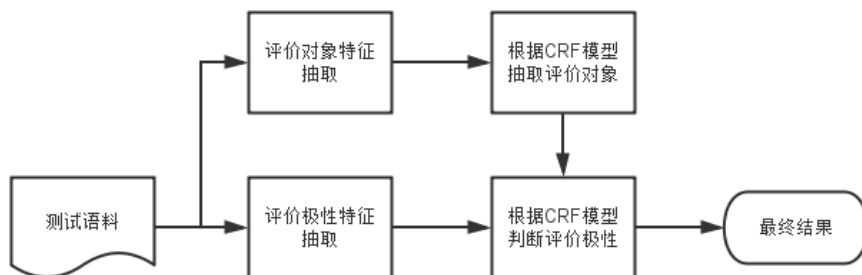 评价对象特征
抽取
根据CRF模型
抽取评价对象
测试语料
评价极性特征
抽取
根据CRF模型
判断评价极性
最终结果